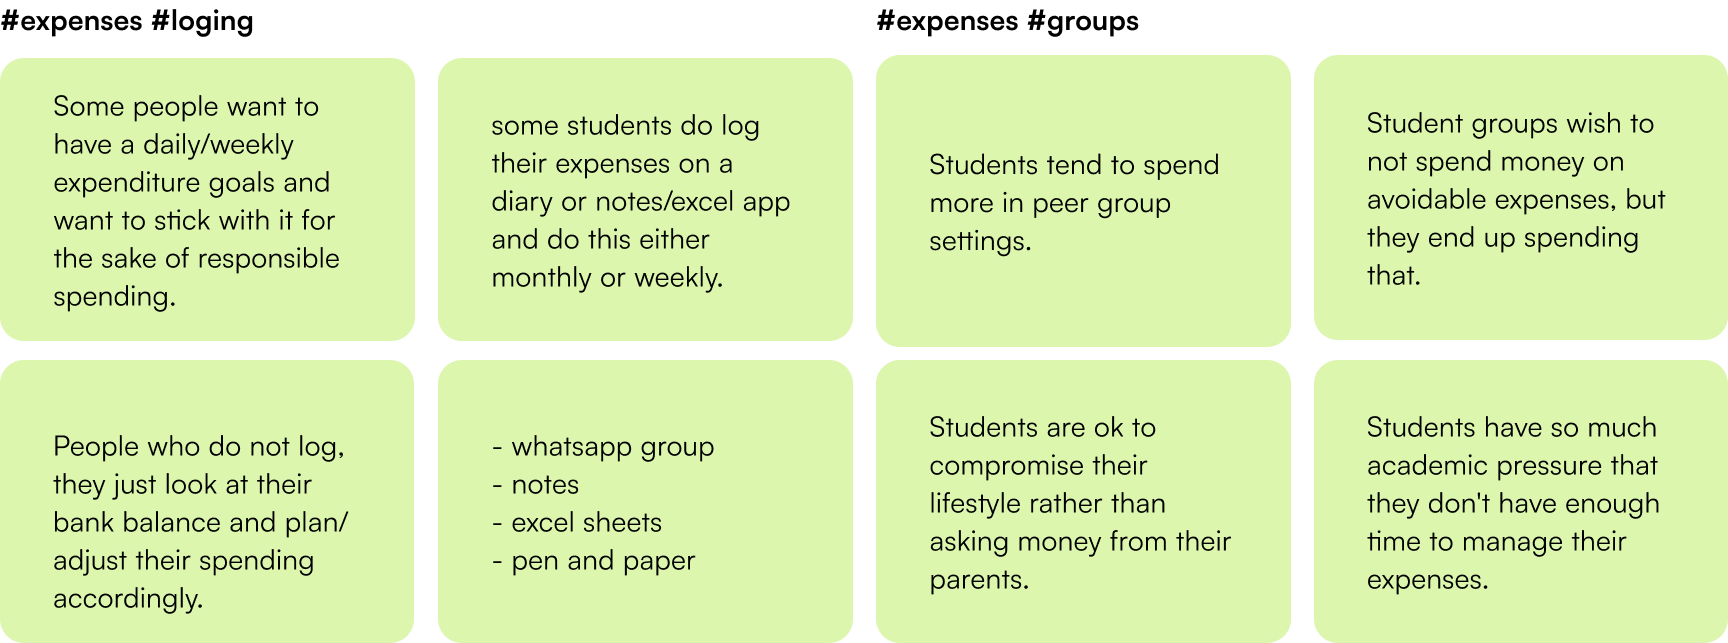 #expenses #loging
Some people want to
have a daily/weekly
expenditure goals and
want to stick with it for
the sake of responsible
spending.
some students do log
their expenses on a
diary or notes/excel app
and do this either
monthly or weekly.
People who do not log,
they just look at their
bank balance and plan/
adjust their spending
accordingly.
- whatsapp group
- notes
- excel sheets
- pen and paper
#expenses #groups
Students tend to spend
more in peer group
settings.
Student groups wish to
not spend money on
avoidable expenses, but
they end up spending
that.
Students are ok to
compromise their
lifestyle rather than
asking money from their
parents.
Students have so much
academic pressure that
they don't have enough
time to manage their
expenses.